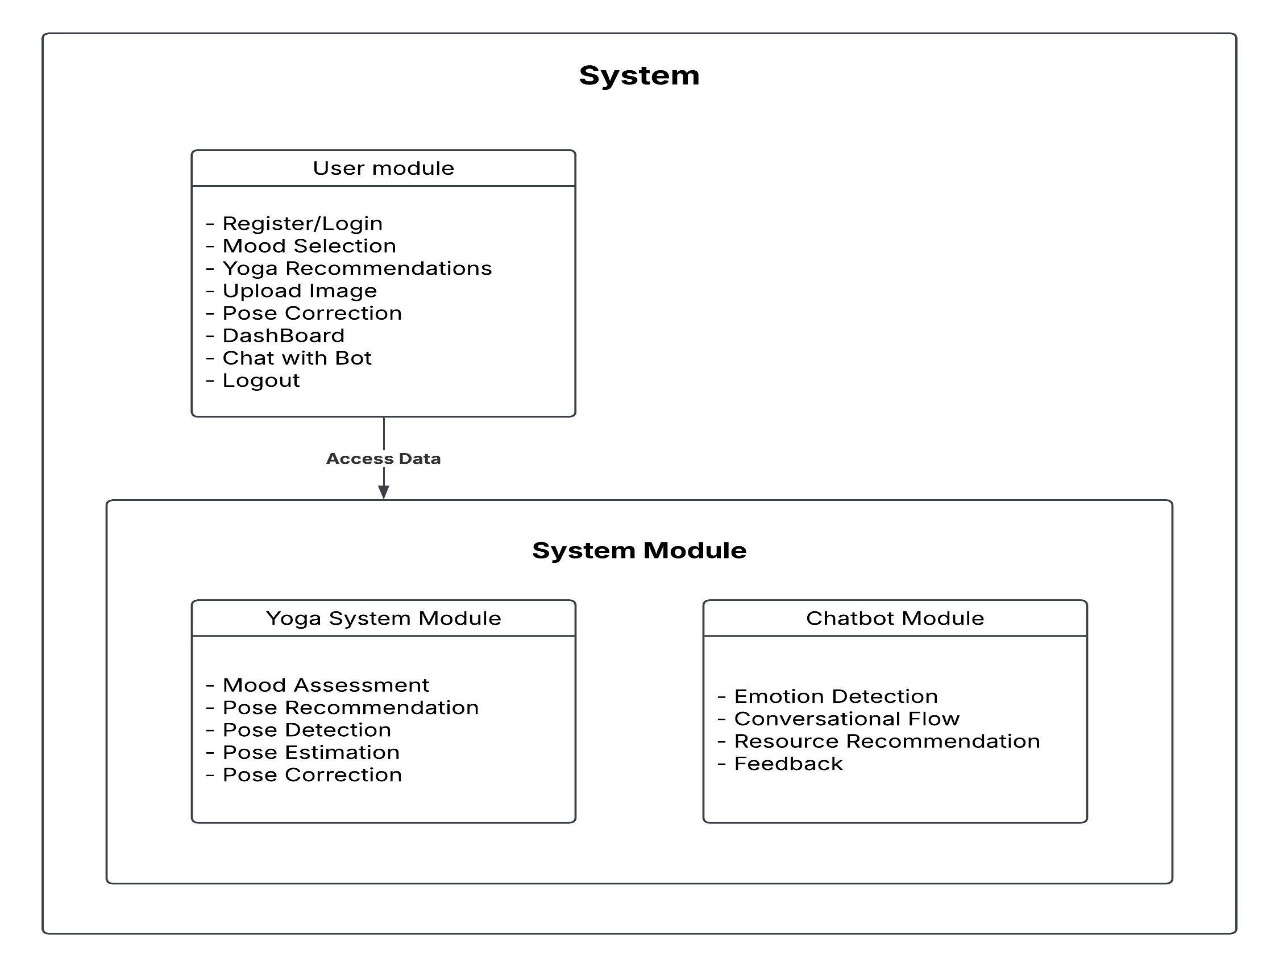 System
User module
- Register/Login
- Mood Selection
- Yoga Recommendations
- Upload Image
- Pose Correction
- DashBoard
- Chat with Bot
- Logout
Access Data
System Module
Yoga System Module
- Mood Assessment
- Pose Recommendation
- Pose Detection
- Pose Estimation
- Pose Correction
Chatbot Module
- Emotion Detection
- Conversational Flow
- Resource Recommendation
- Feedback